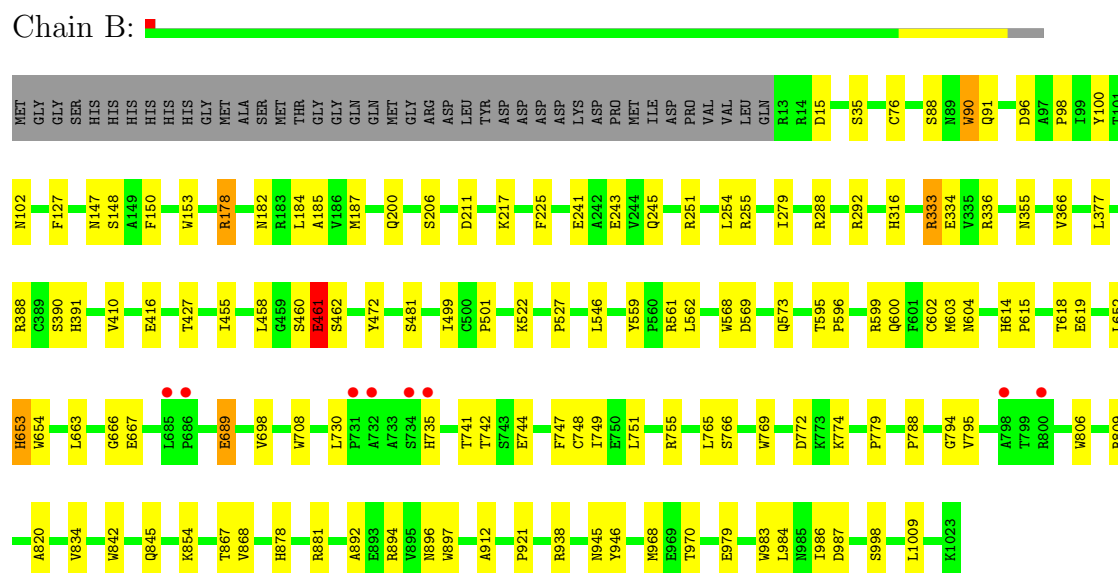 Chain B:
MET GLY GLY SER HIS HIS HIS HIS HIS HIS GLY MET ALA SER MET THR GLY GLY GLN GLN MET GLY ARG ASP LEU TYR ASP ASP ASP ASP LYS ASP PRO MET ILE ASP PRO VAL VAL LEU GLN R13 R14 D15 S35 C76 S88 N89 W90 Q91 D96 A97 P98 I99 Y100 T101
N102 F127 N147 S148 A149 F150 W153 R178 N182 R183 L184 A185 V186 M187 Q200 S206 D211 K217 F225 E241 A242 E243 V244 Q245 R251 L254 R255 I279 R288 R292 H316 R333 E334 V335 R336 N355 V366 L377
R388 C389 S390 H391 V410 E416 T427 I455 L458 G459 S460 E461 S462 Y472 S481 I499 C500 P501 K522 P527 L546 Y559 P560 R561 L562 W568 D569 Q573 T595 P596 R599 Q600 F601 C602 M603 N604 H614 P615 T618 E619 L652
H653 W654 L663 G666 E667 L685 P686 E689 V698 W708 L730 P731 A732 A733 S734 H735 T741 T742 S743 E744 F747 C748 I749 E750 L751 R755 L765 S766 W769 D772 K773 K774 P779 P788 G794 V795 A798 T799 R800 W806
A820 V834 W842 Q845 K854 T867 V868 H878 R881 A892 E893 R894 V895 N896 W897 A912 P921 R938 N945 Y946 M968 E969 T970 E979 W983 L984 N985 I986 D987 S998 L1009 K1023